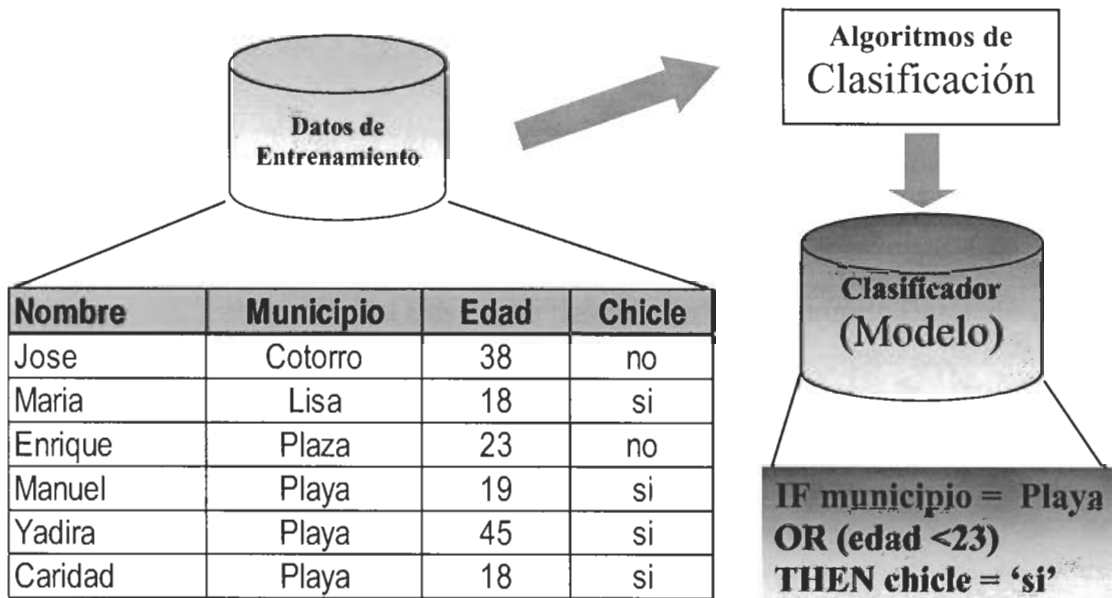 Datos de
Entrenamiento
Algoritmos de
Clasificación
Clasificador
(Modelo)
Nombre Municipio Edad Chicle
Jose Cotorro 38 no
Maria Lisa 18 si
Enrique Plaza 23 no
Manuel Playa 19 si
Yadira Playa 45 si
Caridad Playa 18 si
IF municipio = Playa
OR (edad <23)
THEN chicle = ‘si’